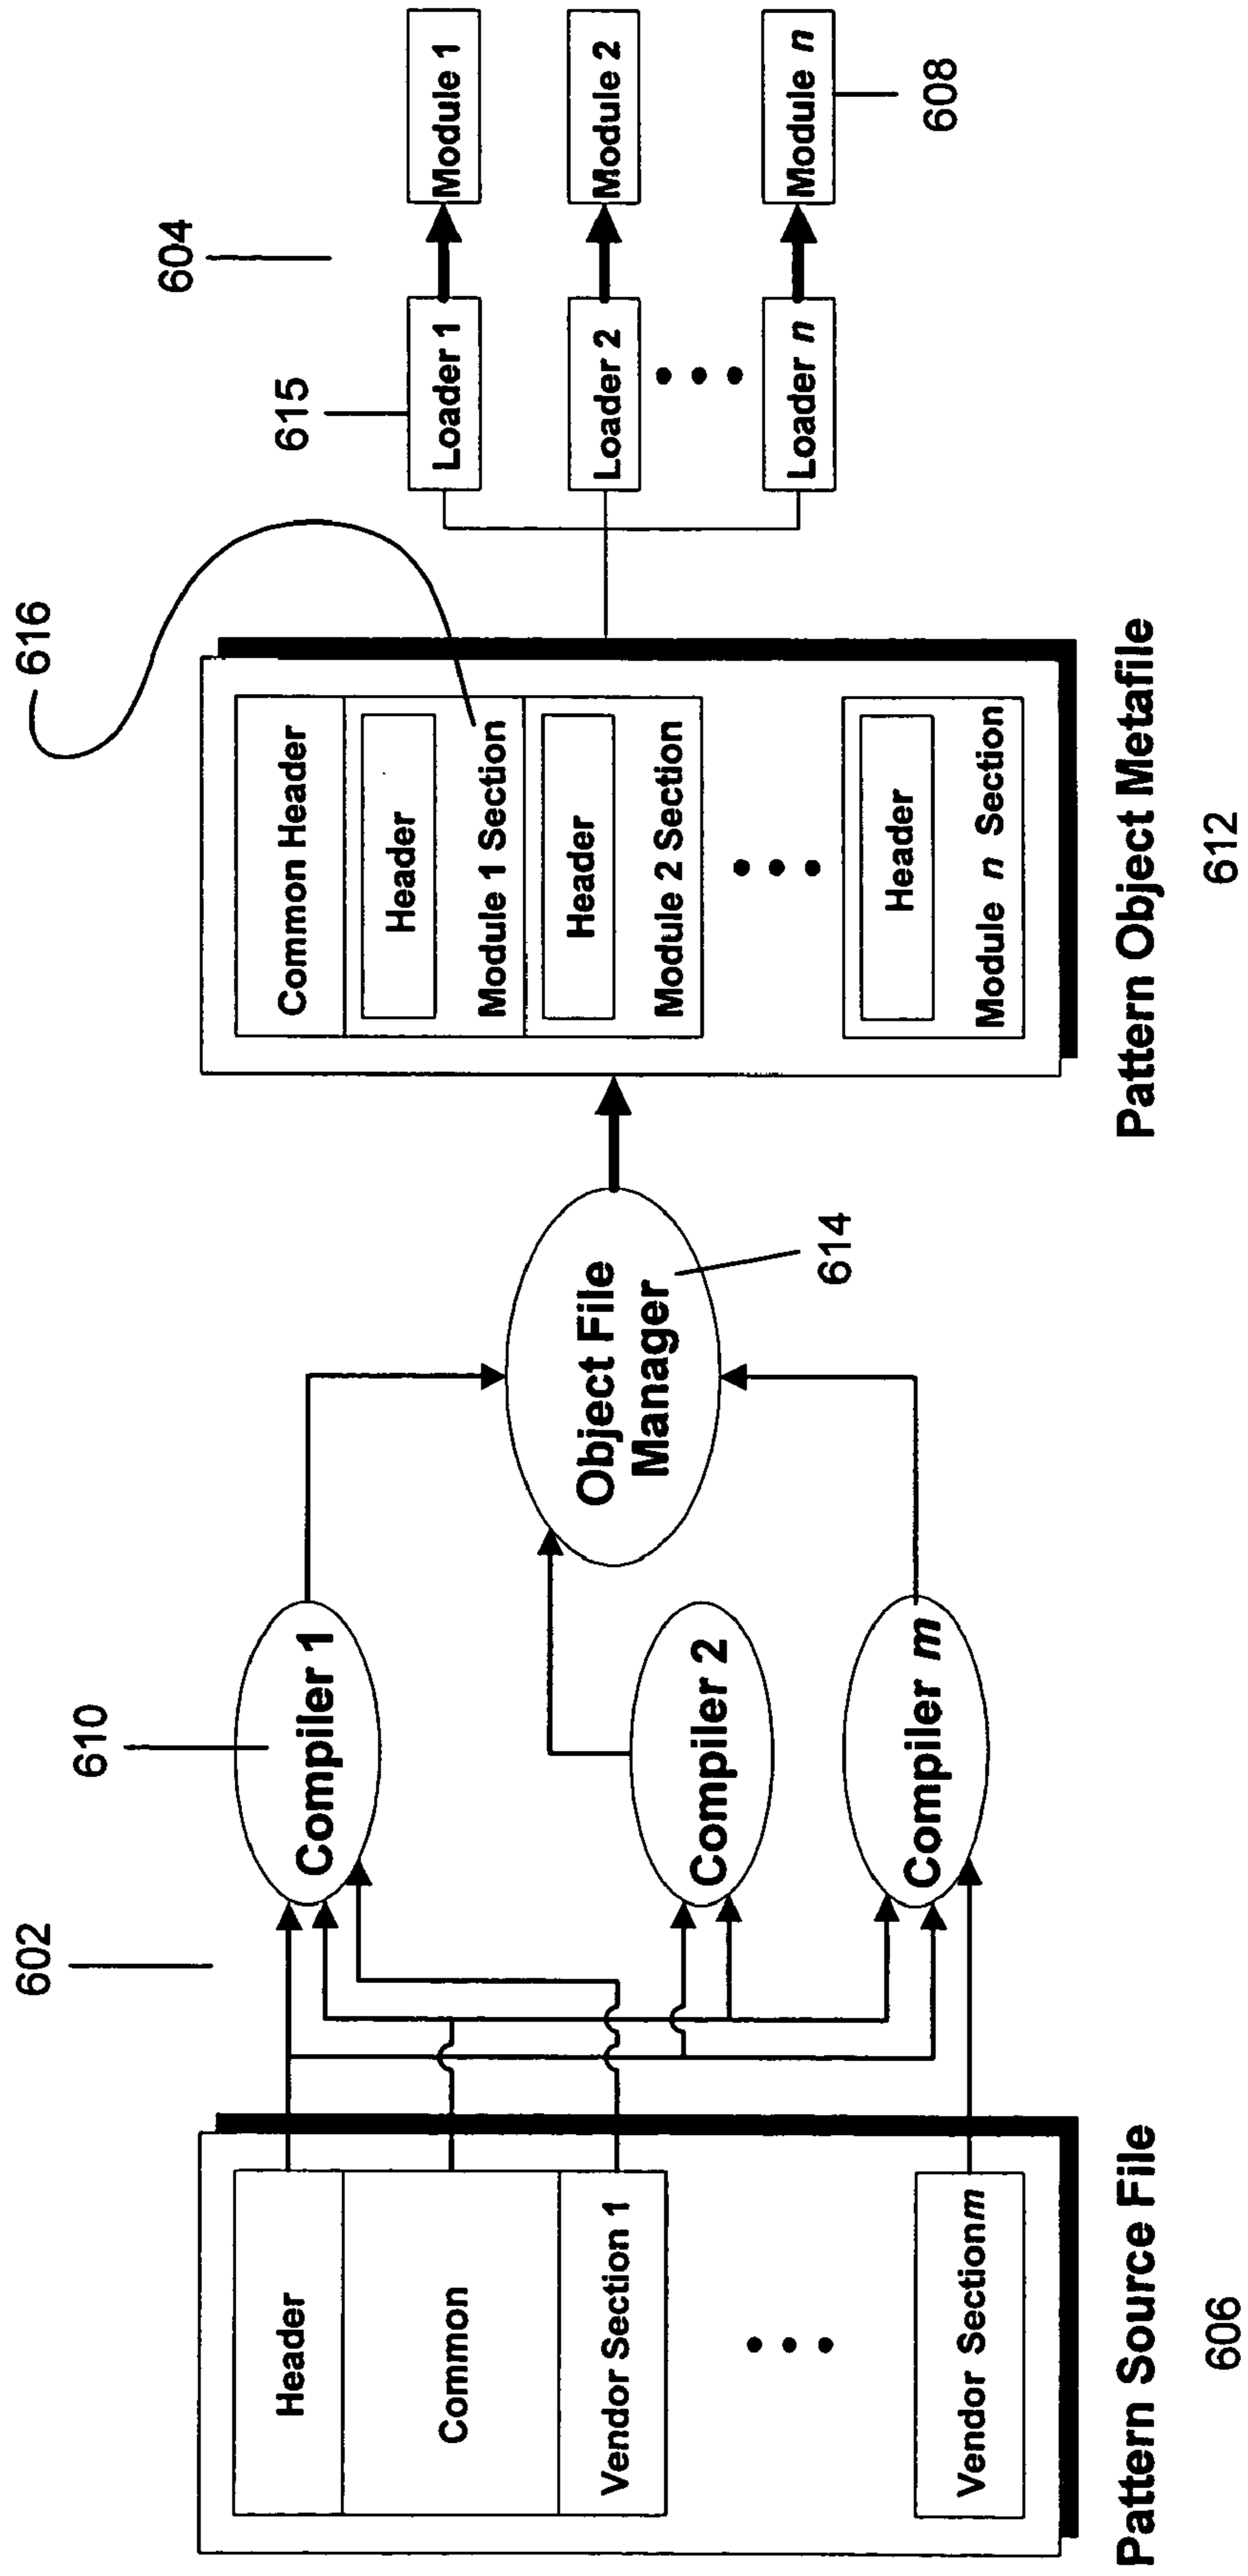 602
604
610
616
615
Header
Common
Vendor Section 1
Vendor Sectionm
Pattern Source File
606
Compiler 1
Compiler 2
Compiler m
Object File
Manager
614
Common Header
Header
Module 1 Section
Header
Module 2 Section
Header
Module n Section
Pattern Object Metafile
612
Loader 1
Loader 2
Loader n
Module 1
Module 2
Module n
608